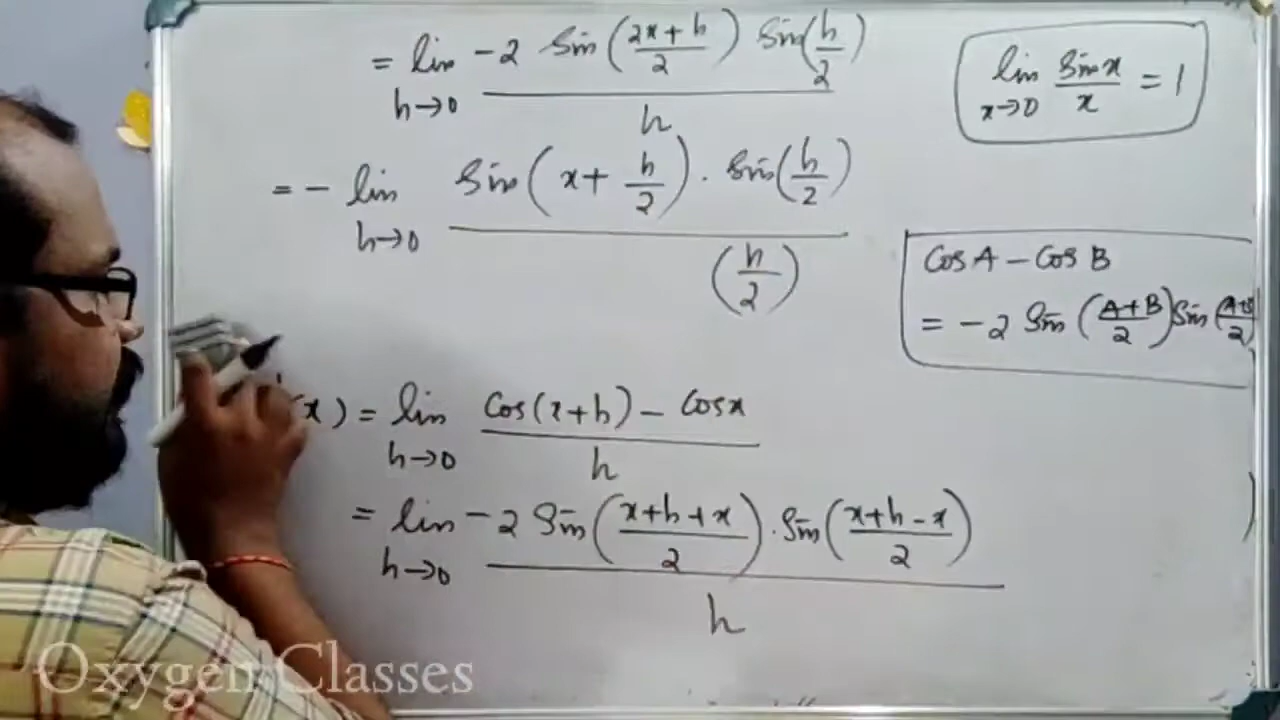 = lim h→0 -2 sin(2x+h/2) sin(h/2) / h
lim x→0 sin x/x = 1
= - lim h→0 sin(x + h/2) . sin(h/2) / (h/2)
cos A - cos B
= -2 sin(A+B/2) sin
(x) = lim h→0 cos(x+h) - cos x / h
= lim h→0 -2 sin(x+h+x/2) . sin(x+h-x/2) / h
Oxygen Classes